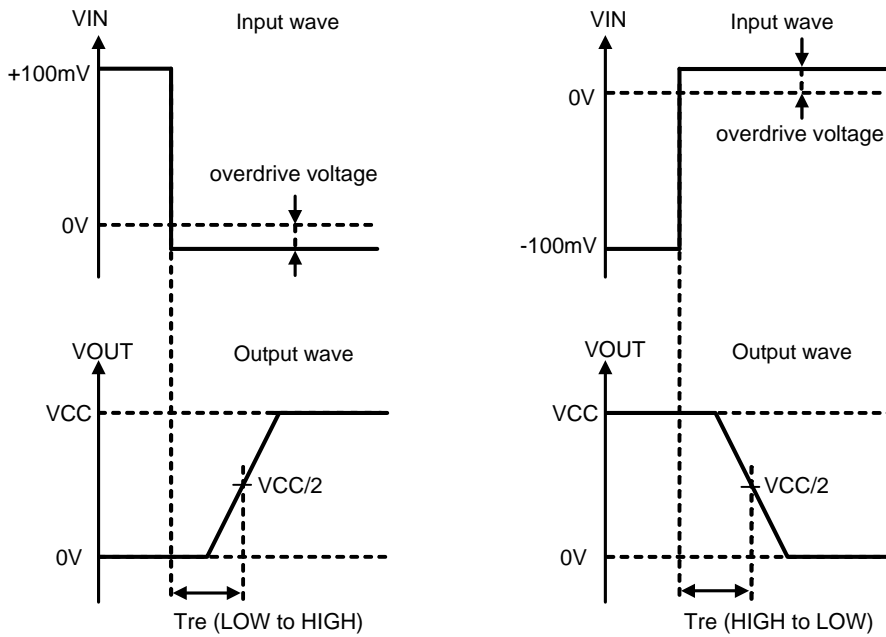 VIN
Input wave
+100mV
overdrive voltage
0V
VOUT
Output wave
VCC
VCC/2
0V
Tre (LOW to HIGH)
VIN
Input wave
0V
overdrive voltage
-100mV
VOUT
Output wave
VCC
VCC/2
0V
Tre (HIGH to LOW)